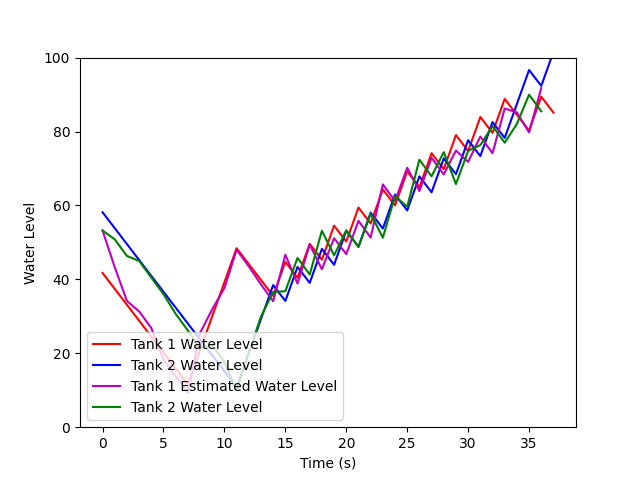 100
80
60
40
20
0
Water Level
Tank 1 Water Level
Tank 2 Water Level
Tank 1 Estimated Water Level
Tank 2 Water Level
0 5 10 15 20 25 30 35
Time (s)